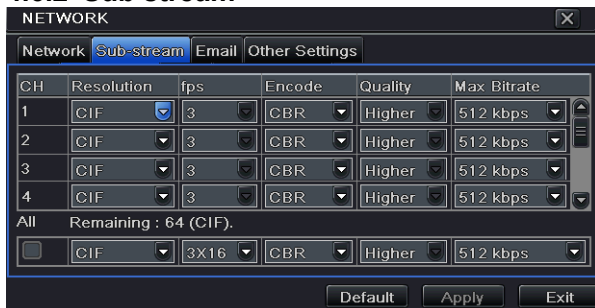 NETWORK
Network Sub-stream Email Other Settings
CH Resolution fps Encode Quality Max Bitrate
1 CIF 3 CBR Higher 512 kbps
2 CIF 3 CBR Higher 512 kbps
3 CIF 3 CBR Higher 512 kbps
4 CIF 3 CBR Higher 512 kbps
All Remaining : 64 (CIF).
CIF 3X16 CBR Higher 512 kbps
Default Apply Exit